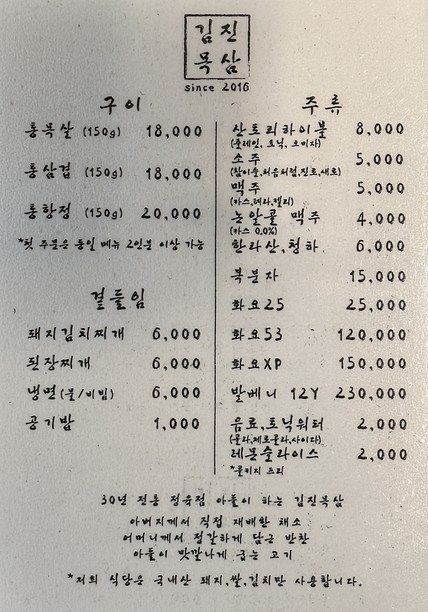 김진
목삼
since 2016
구이
통목살 (150g) 18,000
통삼겹 (150g) 18,000
통항정 (150g) 20,000
*첫 주문은 동일 메뉴 2인분 이상 가능
곁들임
돼지김치찌개 6,000
된장찌개 6,000
냉면(물/비빔) 6,000
공기밥 1,000
주류
산토리하이볼 8,000
(플레인, 토닉, 오미자)
소주 5,000
(참이슬,처음처럼,진로,새로)
맥주 5,000
(카스,테라,켈리)
논알콜 맥주 4,000
(카스 0.0%)
한라산,청하 6,000
복분자 15,000
화요25 25,000
화요53 120,000
화요XP 150,000
발베니 12Y 230,000
음료,토닉워터 2,000
(콜라,제로콜라,사이다)
레몬슬라이스 2,000
*콜키지 프리
30년 전통 정육점 아들이 하는 김진목삼
아버지께서 직접 재배한 채소
어머니께서 정갈하게 담근 반찬
아들이 맛깔나게 굽는 고기
*저희 식당은 국내산 돼지,쌀,김치만 사용합니다.